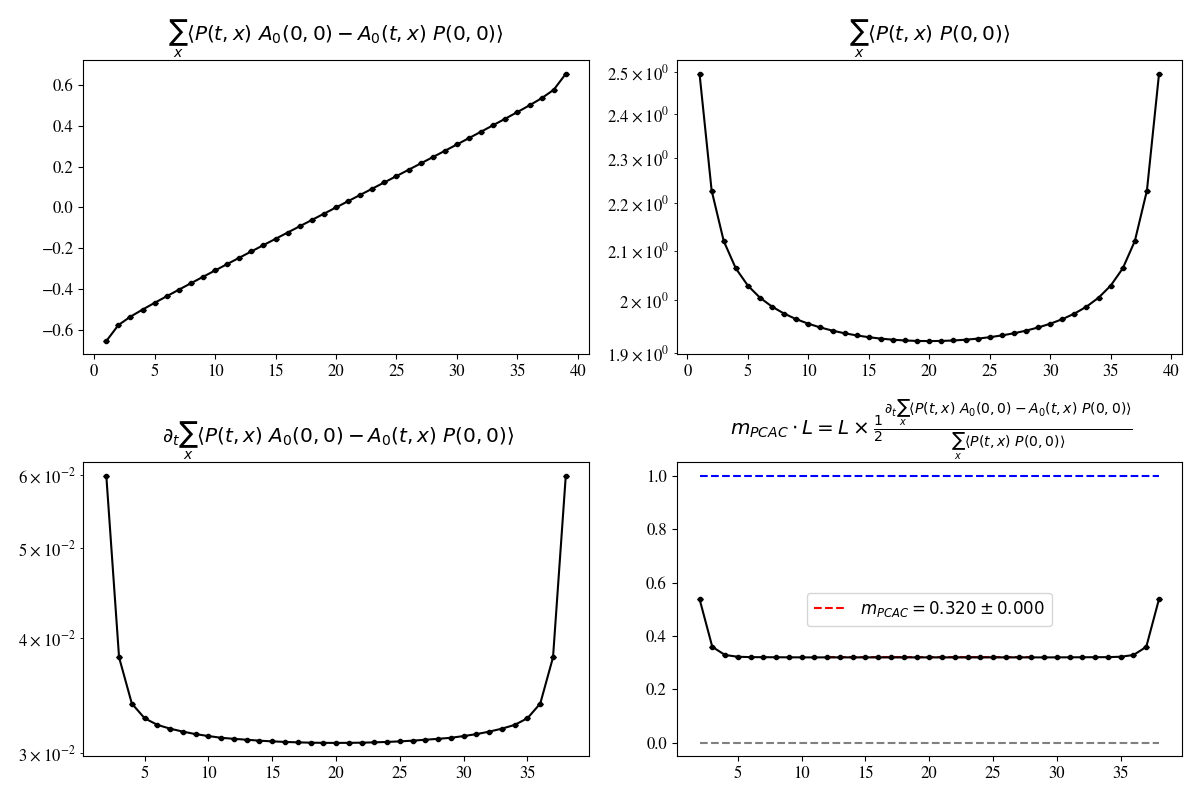 ∑ₓ⟨P(t,x) A₀(0,0) − A₀(t,x) P(0,0)⟩
0.6
0.4
0.2
0.0
−0.2
−0.4
−0.6
0 5 10 15 20 25 30 35 40
∑ₓ⟨P(t,x) P(0,0)⟩
2.5 × 10⁰
2.4 × 10⁰
2.3 × 10⁰
2.2 × 10⁰
2.1 × 10⁰
2 × 10⁰
1.9 × 10⁰
0 5 10 15 20 25 30 35 40
∂ₜ∑ₓ⟨P(t,x) A₀(0,0) − A₀(t,x) P(0,0)⟩
6 × 10⁻²
5 × 10⁻²
4 × 10⁻²
3 × 10⁻²
5 10 15 20 25 30 35
m_PCAC · L = L × 1/2 ∂ₜ∑ₓ⟨P(t,x) A₀(0,0) − A₀(t,x) P(0,0)⟩ / ∑ₓ⟨P(t,x) P(0,0)⟩
1.0
0.8
0.6
0.4
0.2
0.0
m_PCAC = 0.320 ± 0.000
5 10 15 20 25 30 35